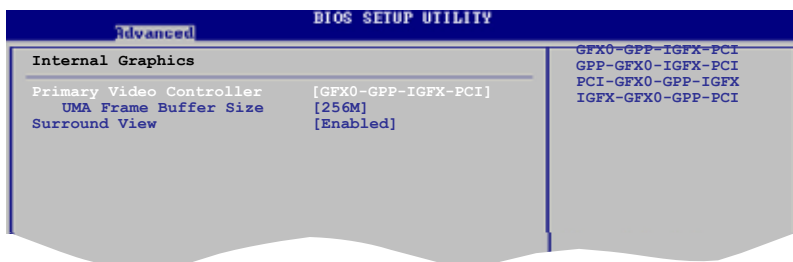 BIOS SETUP UTILITY
Advanced
Internal Graphics
Primary Video Controller [GFX0-GPP-IGFX-PCI]
UMA Frame Buffer Size [256M]
Surround View [Enabled]
GFX0-GPP-IGFX-PCI
GPP-GFX0-IGFX-PCI
PCI-GFX0-GPP-IGFX
IGFX-GFX0-GPP-PCI